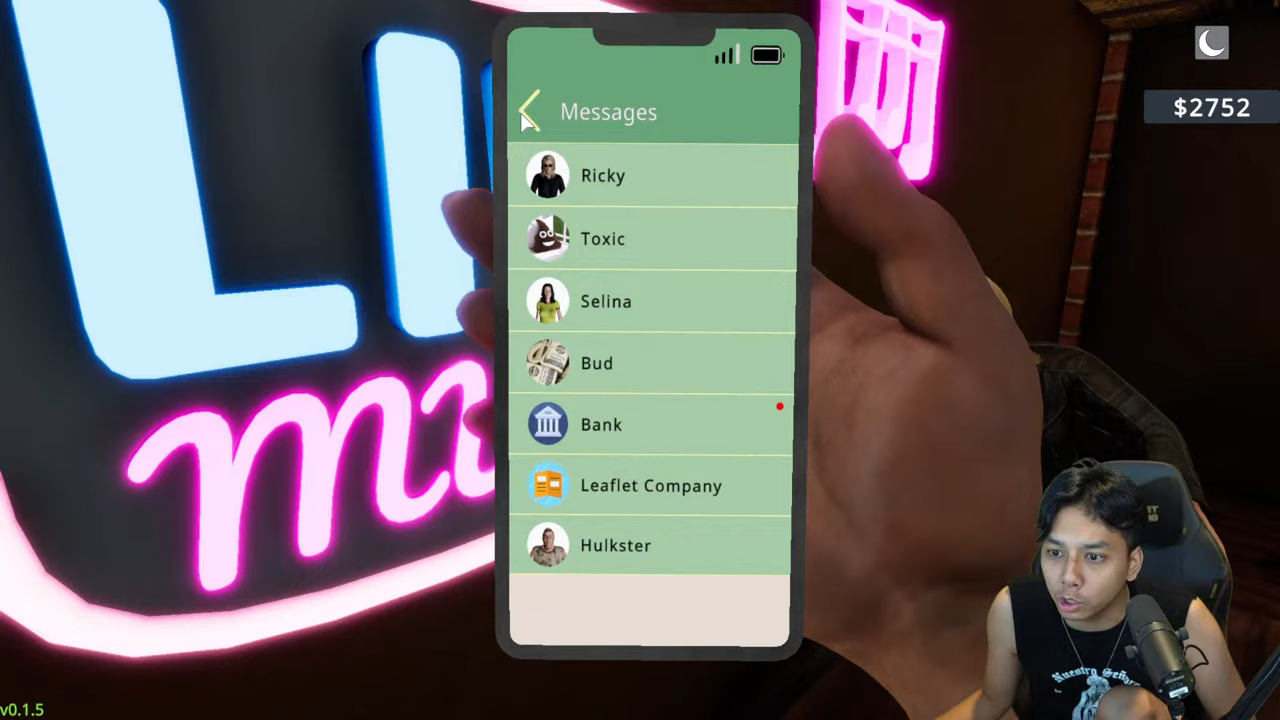 $2752
Messages
Ricky
Toxic
Selina
Bud
Bank
Leaflet Company
Hulkster
v0.1.5